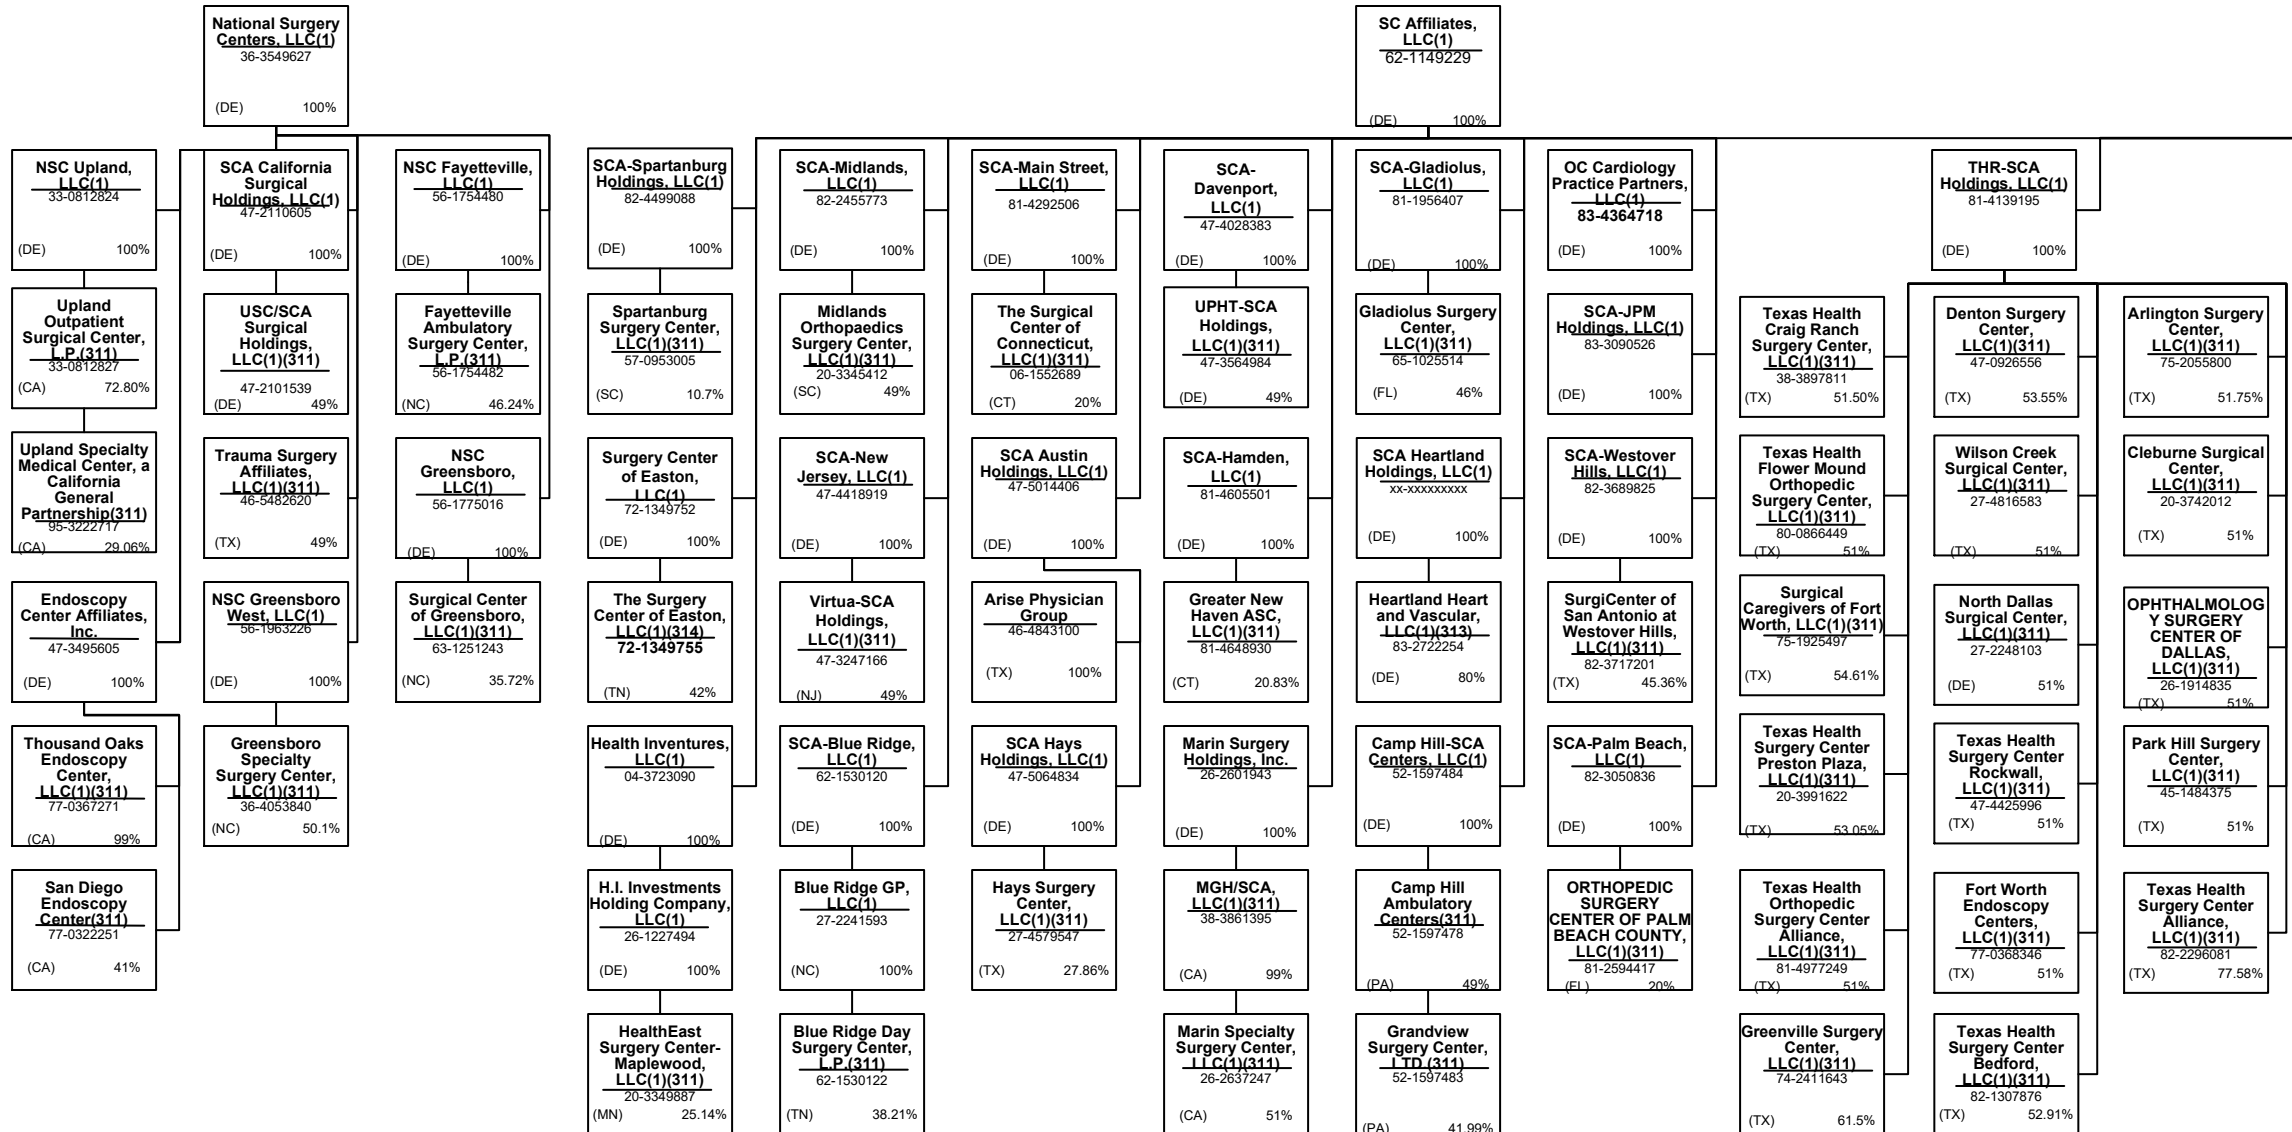 National Surgery
Centers, LLC(1)
36-3549627
(DE) 100%
SC Affiliates,
LLC(1)
62-1149229
(DE) 100%
NSC Upland,
LLC(1)
33-0812824
(DE) 100%
SCA California
Surgical
Holdings, LLC(1)
47-2110605
(DE) 100%
NSC Fayetteville,
LLC(1)
56-1754480
(DE) 100%
SCA-Spartanburg
Holdings, LLC(1)
82-4499088
(DE) 100%
SCA-Midlands,
LLC(1)
82-2455773
(DE) 100%
SCA-Main Street,
LLC(1)
81-4292506
(DE) 100%
SCA-
Davenport,
LLC(1)
47-4028383
(DE) 100%
SCA-Gladiolus,
LLC(1)
81-1956407
(DE) 100%
OC Cardiology
Practice Partners,
LLC(1)
83-4364718
(DE) 100%
THR-SCA
Holdings, LLC(1)
81-4139195
(DE) 100%
Upland
Outpatient
Surgical Center,
L.P.(311)
33-0812827
(CA) 72.80%
USC/SCA
Surgical
Holdings,
LLC(1)(311)
47-2101539
(DE) 49%
Fayetteville
Ambulatory
Surgery Center,
L.P.(311)
56-1754482
(NC) 46.24%
Spartanburg
Surgery Center,
LLC(1)(311)
57-0953005
(SC) 10.7%
Midlands
Orthopaedics
Surgery Center,
LLC(1)(311)
20-3345412
(SC) 49%
The Surgical
Center of
Connecticut,
LLC(1)(311)
06-1552689
(CT) 20%
UPHT-SCA
Holdings,
LLC(1)(311)
47-3564984
(DE) 49%
Gladiolus Surgery
Center,
LLC(1)(311)
65-1025514
(FL) 46%
SCA-JPM
Holdings, LLC(1)
83-3090526
(DE) 100%
Texas Health
Craig Ranch
Surgery Center,
LLC(1)(311)
38-3897811
(TX) 51.50%
Denton Surgery
Center,
LLC(1)(311)
47-0926556
(TX) 53.55%
Arlington Surgery
Center,
LLC(1)(311)
75-2055800
(TX) 51.75%
Upland Specialty
Medical Center, a
California
General
Partnership(311)
95-3222717
(CA) 29.06%
Trauma Surgery
Affiliates,
LLC(1)(311)
46-5482620
(TX) 49%
NSC
Greensboro,
LLC(1)
56-1775016
(DE) 100%
Surgery Center
of Easton,
LLC(1)
72-1349752
(DE) 100%
SCA-New
Jersey, LLC(1)
47-4418919
(DE) 100%
SCA Austin
Holdings, LLC(1)
47-5014406
(DE) 100%
SCA-Hamden,
LLC(1)
81-4605501
(DE) 100%
SCA Heartland
Holdings, LLC(1)
xx-xxxxxxxxx
(DE) 100%
SCA-Westover
Hills, LLC(1)
82-3689825
(DE) 100%
Texas Health
Flower Mound
Orthopedic
Surgery Center,
LLC(1)(311)
80-0866449
(TX) 51%
Wilson Creek
Surgical Center,
LLC(1)(311)
27-4816583
(TX) 51%
Cleburne Surgical
Center,
LLC(1)(311)
20-3742012
(TX) 51%
Endoscopy
Center Affiliates,
Inc.
47-3495605
(DE) 100%
NSC Greensboro
West, LLC(1)
56-1963226
(DE) 100%
Surgical Center
of Greensboro,
LLC(1)(311)
63-1251243
(NC) 35.72%
The Surgery
Center of Easton,
LLC(1)(314)
72-1349755
(TN) 42%
Virtua-SCA
Holdings,
LLC(1)(311)
47-3247166
(NJ) 49%
Arise Physician
Group
46-4843100
(TX) 100%
Greater New
Haven ASC,
LLC(1)(311)
81-4648930
(CT) 20.83%
Heartland Heart
and Vascular,
LLC(1)(313)
83-2722254
(DE) 80%
SurgiCenter of
San Antonio at
Westover Hills,
LLC(1)(311)
82-3717201
(TX) 45.36%
Surgical
Caregivers of Fort
Worth, LLC(1)(311)
75-1925497
(TX) 54.61%
North Dallas
Surgical Center,
LLC(1)(311)
27-2248103
(DE) 51%
OPHTHALMOLOG
Y SURGERY
CENTER OF
DALLAS,
LLC(1)(311)
26-1914835
(TX) 51%
Thousand Oaks
Endoscopy
Center,
LLC(1)(311)
77-0367271
(CA) 99%
Greensboro
Specialty
Surgery Center,
LLC(1)(311)
36-4053840
(NC) 50.1%
Health Inventures,
LLC(1)
04-3723090
(DE) 100%
SCA-Blue Ridge,
LLC(1)
62-1530120
(DE) 100%
SCA Hays
Holdings, LLC(1)
47-5064834
(DE) 100%
Marin Surgery
Holdings, Inc.
26-2601943
(DE) 100%
Camp Hill-SCA
Centers, LLC(1)
52-1597484
(DE) 100%
SCA-Palm Beach,
LLC(1)
82-3050836
(DE) 100%
Texas Health
Surgery Center
Preston Plaza,
LLC(1)(311)
20-3991622
(TX) 53.05%
Texas Health
Surgery Center
Rockwall,
LLC(1)(311)
47-4425996
(TX) 51%
Park Hill Surgery
Center,
LLC(1)(311)
45-1484375
(TX) 51%
San Diego
Endoscopy
Center(311)
77-0322251
(CA) 41%
H.I. Investments
Holding Company,
LLC(1)
26-1227494
(DE) 100%
Blue Ridge GP,
LLC(1)
27-2241593
(NC) 100%
Hays Surgery
Center,
LLC(1)(311)
27-4579547
(TX) 27.86%
MGH/SCA,
LLC(1)(311)
38-3861395
(CA) 99%
Camp Hill
Ambulatory
Centers(311)
52-1597478
(PA) 49%
ORTHOPEDIC
SURGERY
CENTER OF PALM
BEACH COUNTY,
LLC(1)(311)
81-2594417
(FL) 20%
Texas Health
Orthopedic
Surgery Center
Alliance,
LLC(1)(311)
81-4977249
(TX) 51%
Fort Worth
Endoscopy
Centers,
LLC(1)(311)
77-0368346
(TX) 51%
Texas Health
Surgery Center
Alliance,
LLC(1)(311)
82-2296081
(TX) 77.58%
HealthEast
Surgery Center-
Maplewood,
LLC(1)(311)
20-3349887
(MN) 25.14%
Blue Ridge Day
Surgery Center,
L.P.(311)
62-1530122
(TN) 38.21%
Marin Specialty
Surgery Center,
LLC(1)(311)
26-2637247
(CA) 51%
Grandview
Surgery Center,
LTD.(311)
52-1597483
(PA) 41.99%
Greenville Surgery
Center,
LLC(1)(311)
74-2411643
(TX) 61.5%
Texas Health
Surgery Center
Bedford,
LLC(1)(311)
82-1307876
(TX) 52.91%